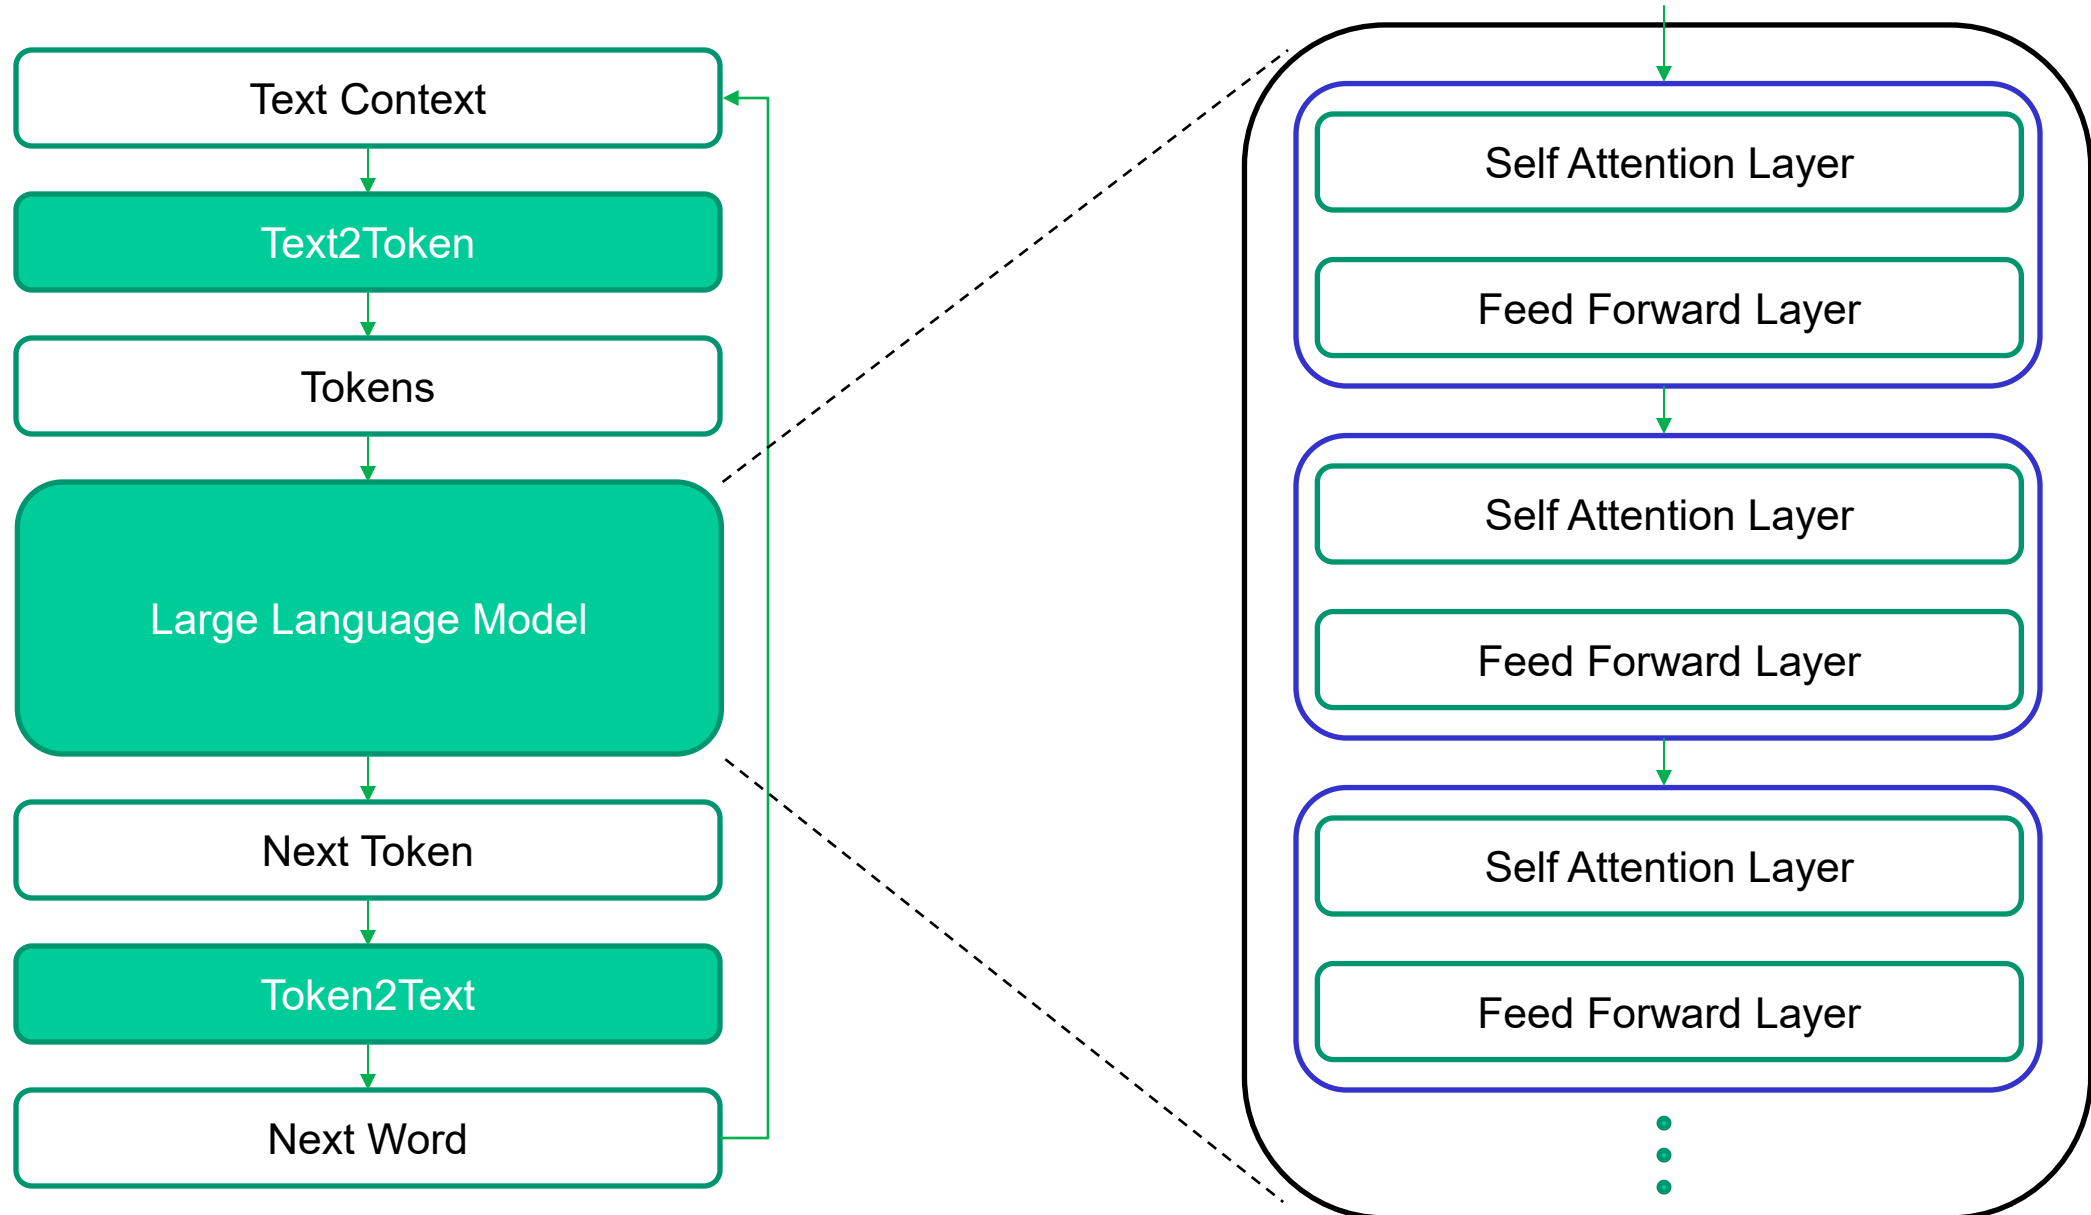 Text Context
Text2Token
Tokens
Large Language Model
Next Token
Token2Text
Next Word
Self Attention Layer
Feed Forward Layer
Self Attention Layer
Feed Forward Layer
Self Attention Layer
Feed Forward Layer